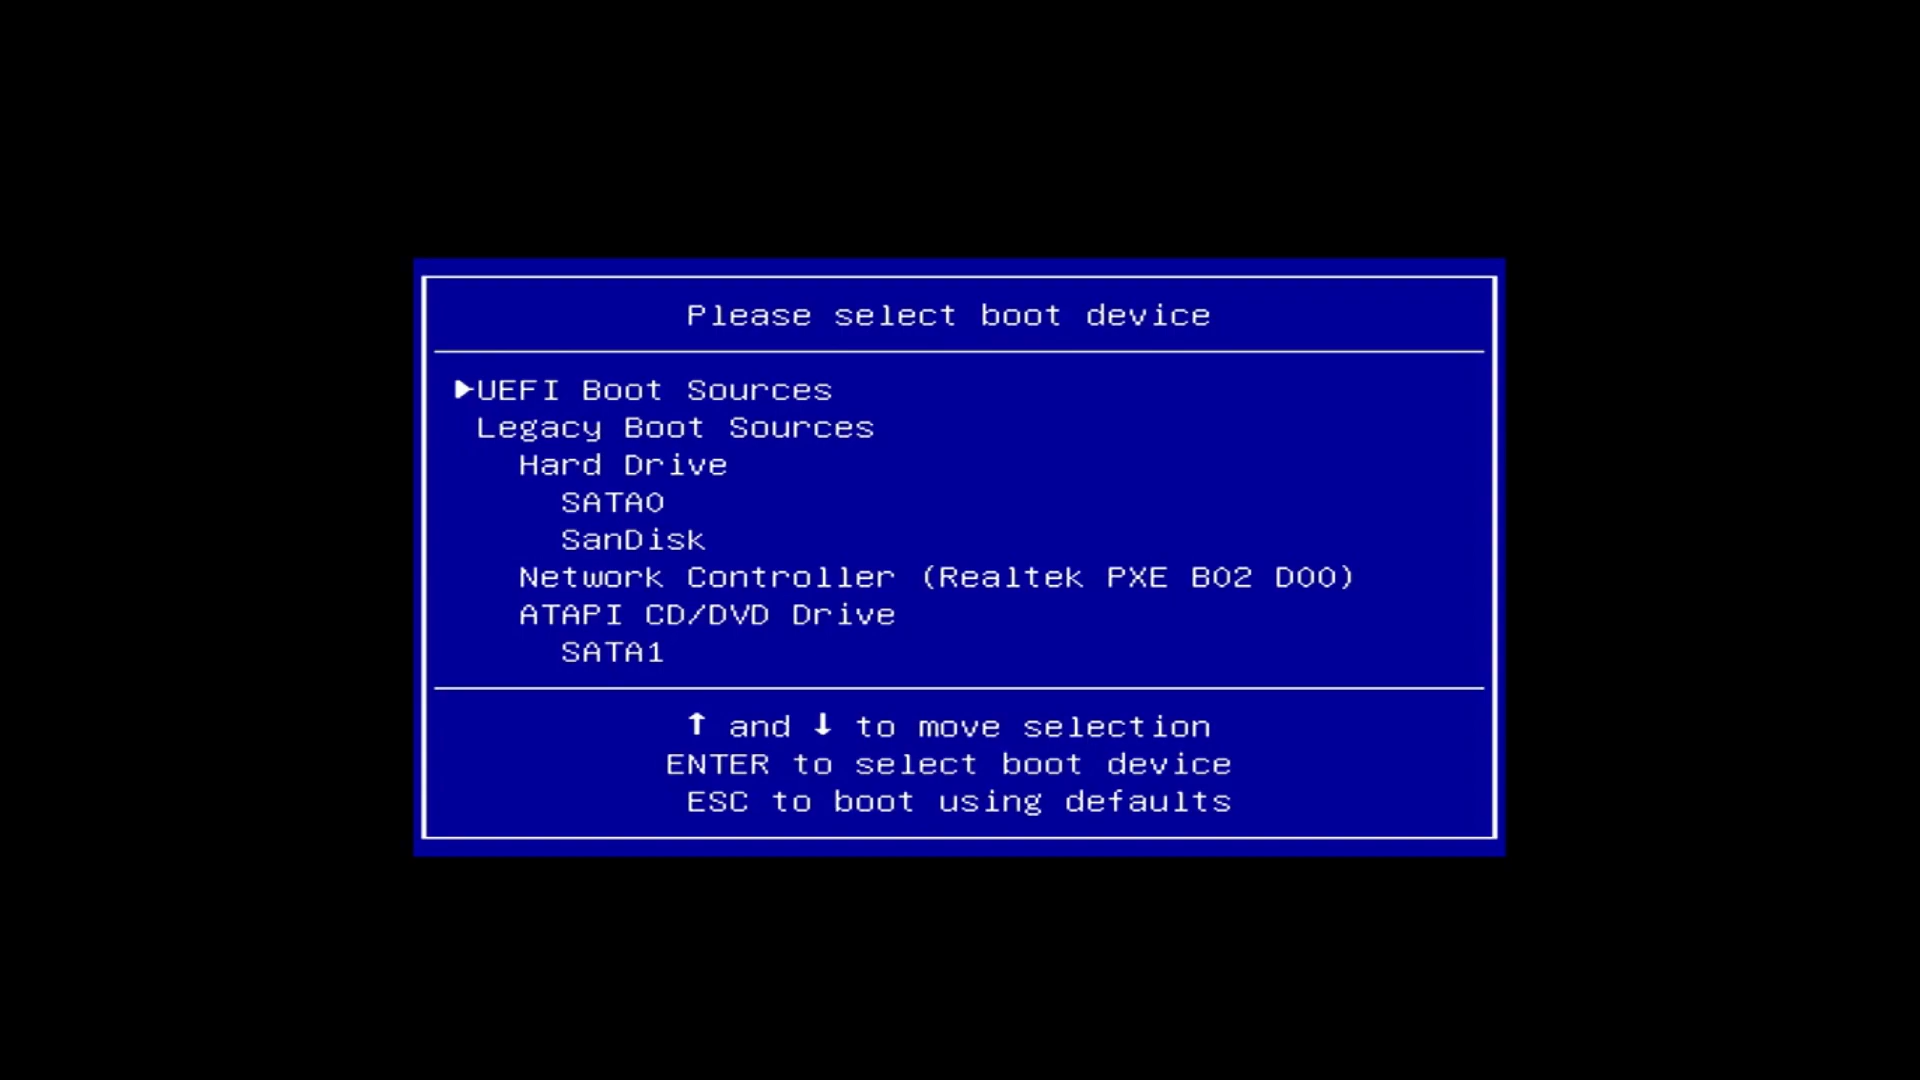 Please select boot device
►UEFI Boot Sources
Legacy Boot Sources
Hard Drive
SATA0
SanDisk
Network Controller (Realtek PXE B02 D00)
ATAPI CD/DVD Drive
SATA1
↑ and ↓ to move selection
ENTER to select boot device
ESC to boot using defaults